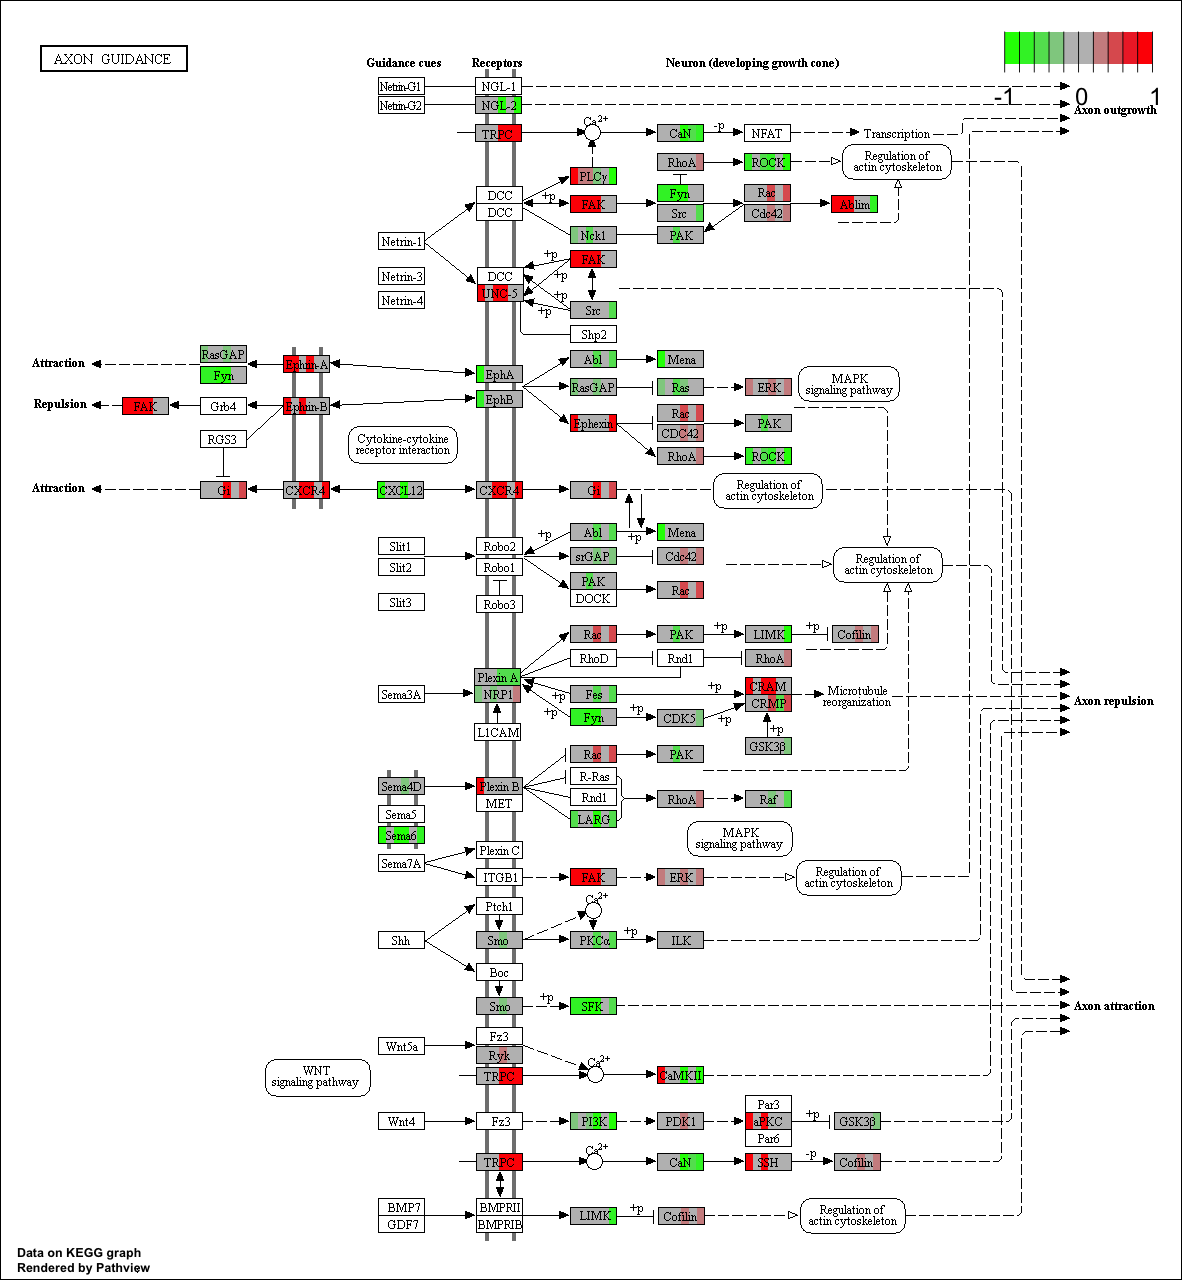 AXON GUIDANCE
Guidance cues
Receptors
Neuron (developing growth cone)
-1
0
1
Netrin-G1
NGL-1
Netrin-G2
NGL-2
Axon outgrowth
TRPC
Ca2+
CaN
-p
NFAT
Transcription
RhoA
ROCK
Regulation of
actin cytoskeleton
PLCγ
DCC
+p
FAK
Fyn
Rac
Ablim
DCC
Src
Cdc42
Netrin-1
Nck1
PAK
+p
FAK
Netrin-3
DCC
+p
UNC-5
Netrin-4
+p
Src
Shp2
RasGAP
Attraction
Ephrin-A
Fyn
EphA
Abl
Mena
RasGAP
Ras
ERK
MAPK
signaling pathway
Repulsion
FAK
Grb4
Ephrin-B
EphB
Rac
Ephexin
CDC42
PAK
RGS3
Cytokine-cytokine
receptor interaction
RhoA
ROCK
Attraction
Gi
CXCR4
CXCL12
CXCR4
Gi
Regulation of
actin cytoskeleton
Abl
+p
Mena
+p
Slit1
Robo2
srGAP
Cdc42
Slit2
Robo1
Regulation of
actin cytoskeleton
PAK
Rac
DOCK
Slit3
Robo3
Rac
PAK
+p
LIMK
+p
Cofilin
RhoD
Rnd1
RhoA
Plexin A
Sema3A
NRP1
Fes
+p
CRAM
Microtubule
reorganization
CRMP
Axon repulsion
+p
Fyn
+p
CDK5
+p
L1CAM
+p
GSK3β
Rac
PAK
R-Ras
Sema4D
Plexin B
MET
Rnd1
RhoA
Raf
Sema5
LARG
Sema6
MAPK
signaling pathway
Plexin C
Sema7A
ITGB1
FAK
ERK
Regulation of
actin cytoskeleton
Ptch1
Ca2+
Shh
Smo
PKCα
+p
ILK
Boc
Smo
+p
SFK
Axon attraction
Fz3
Wnt5a
Ryk
Ca2+
WNT
signaling pathway
TRPC
CaMKII
Par3
Wnt4
Fz3
PI3K
PDK1
aPKC
+p
GSK3β
Par6
TRPC
Ca2+
CaN
SSH
-p
Cofilin
BMP7
BMPRII
LIMK
+p
Cofilin
Regulation of
actin cytoskeleton
GDF7
BMPRIB
Data on KEGG graph
Rendered by Pathview